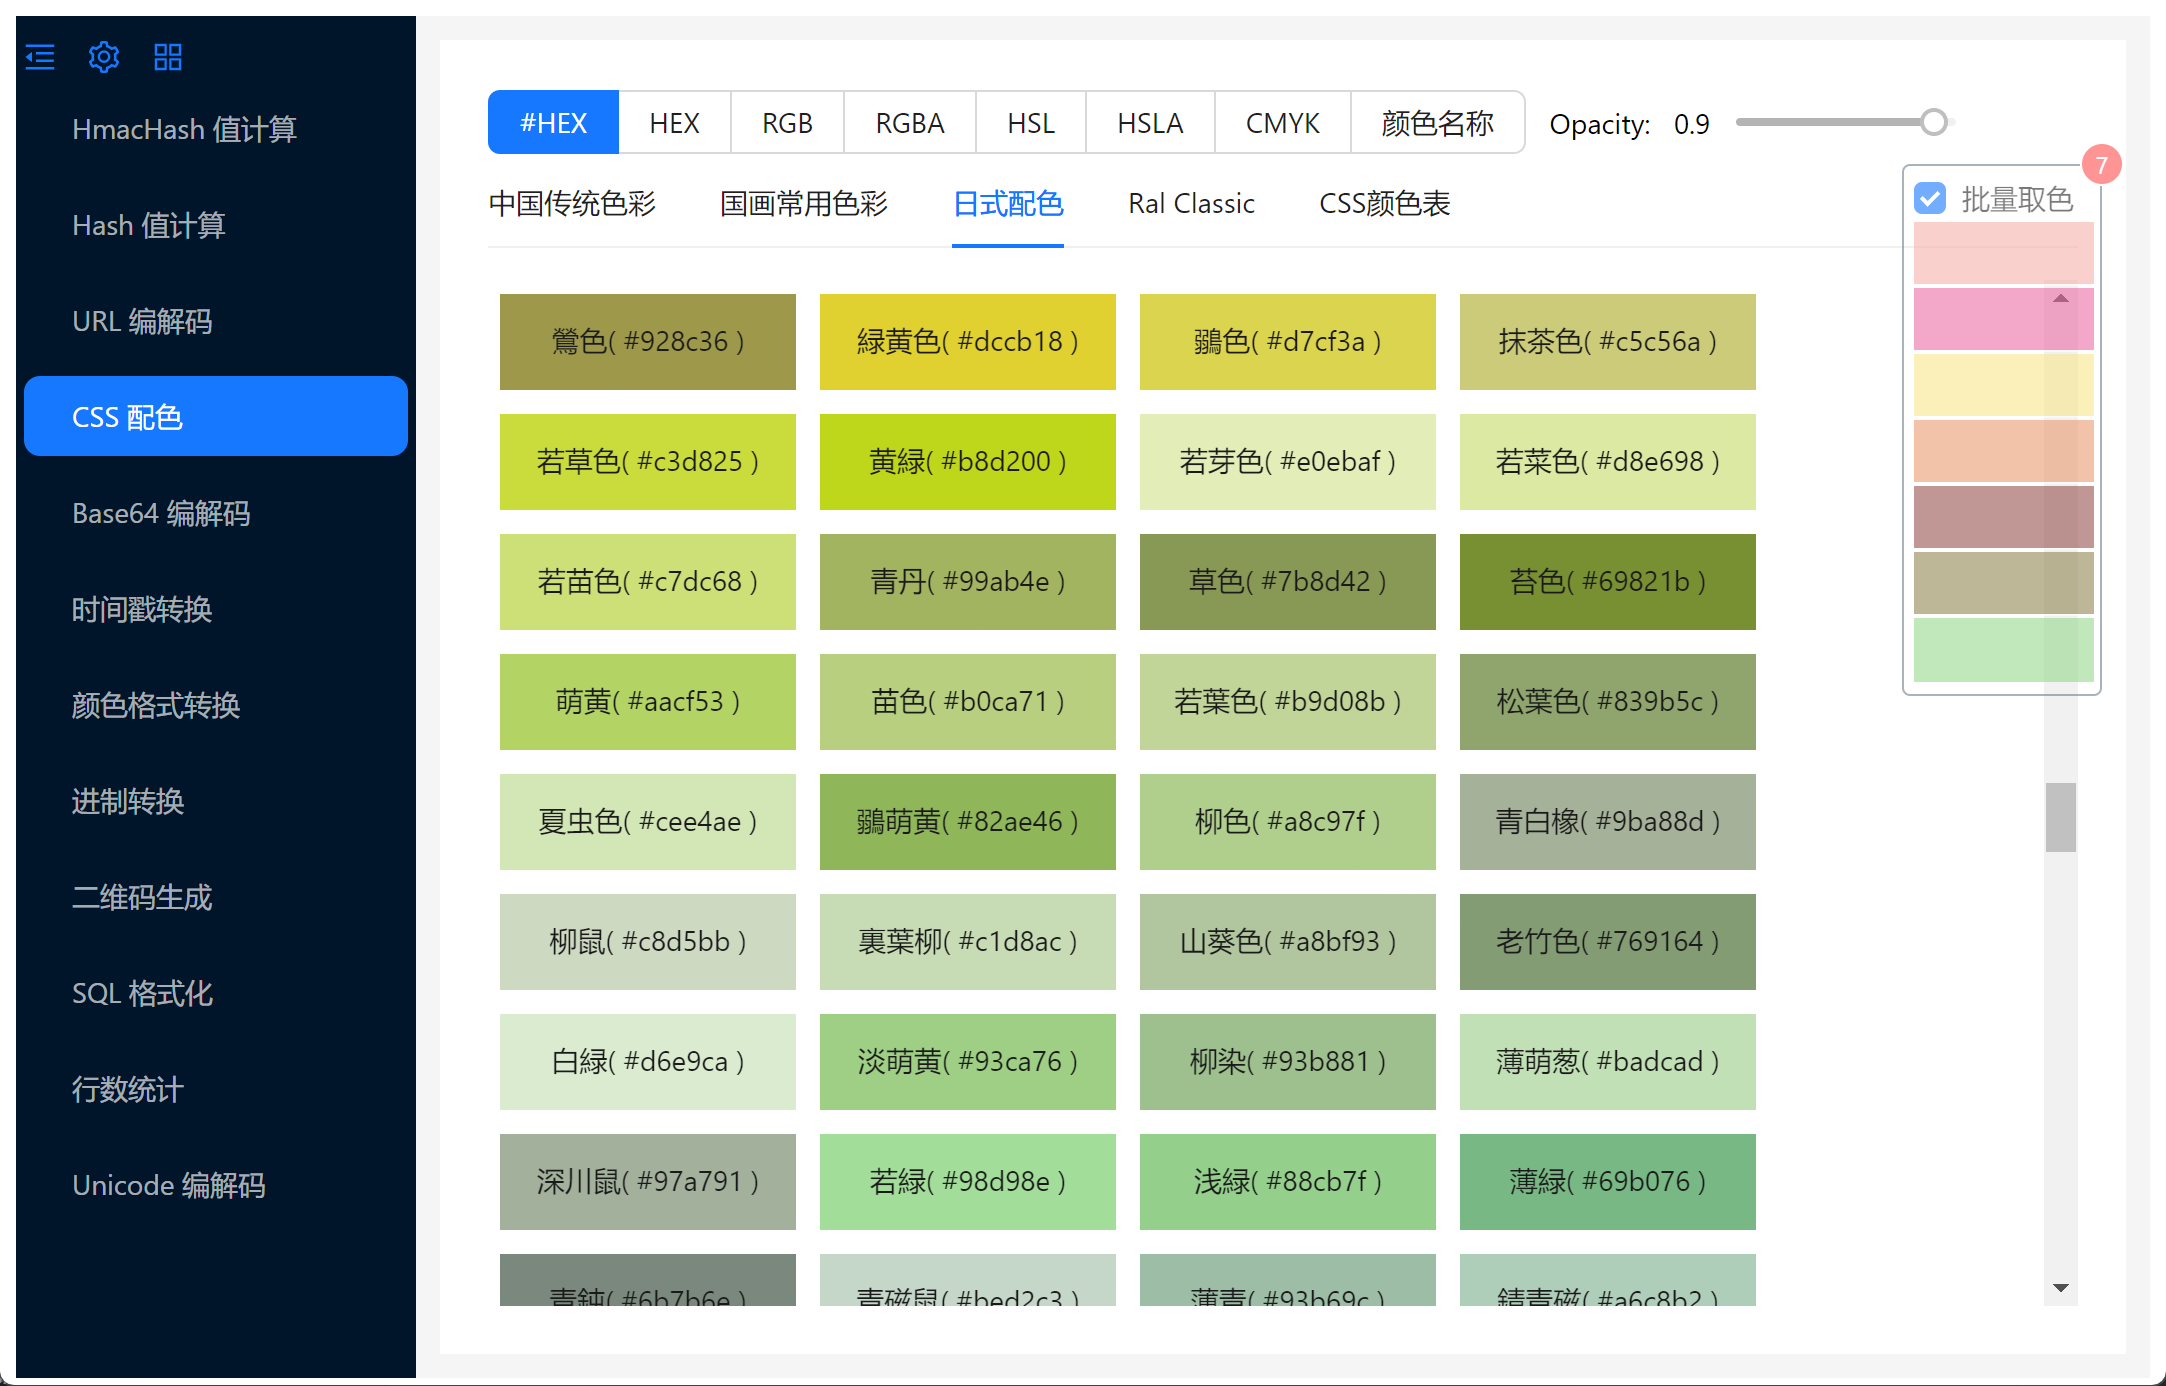 HmacHash 值计算
Hash 值计算
URL 编解码
CSS 配色
Base64 编解码
时间戳转换
颜色格式转换
进制转换
二维码生成
SQL 格式化
行数统计
Unicode 编解码
#HEX HEX RGB RGBA HSL HSLA CMYK 颜色名称 Opacity: 0.9
7
批量取色
中国传统色彩 国画常用色彩 日式配色 Ral Classic CSS颜色表
鶯色( #928c36 ) 緑黄色( #dccb18 ) 鶸色( #d7cf3a ) 抹茶色( #c5c56a )
若草色( #c3d825 ) 黄緑( #b8d200 ) 若芽色( #e0ebaf ) 若菜色( #d8e698 )
若苗色( #c7dc68 ) 青丹( #99ab4e ) 草色( #7b8d42 ) 苔色( #69821b )
萌黄( #aacf53 ) 苗色( #b0ca71 ) 若葉色( #b9d08b ) 松葉色( #839b5c )
夏虫色( #cee4ae ) 鶸萌黄( #82ae46 ) 柳色( #a8c97f ) 青白橡( #9ba88d )
柳鼠( #c8d5bb ) 裏葉柳( #c1d8ac ) 山葵色( #a8bf93 ) 老竹色( #769164 )
白緑( #d6e9ca ) 淡萌黄( #93ca76 ) 柳染( #93b881 ) 薄萌葱( #badcad )
深川鼠( #97a791 ) 若緑( #98d98e ) 浅緑( #88cb7f ) 薄緑( #69b076 )
青鈍( #6b7b6e ) 青磁鼠( #bed2c3 ) 薄青( #93b69c ) 錆青磁( #a6c8b2 )